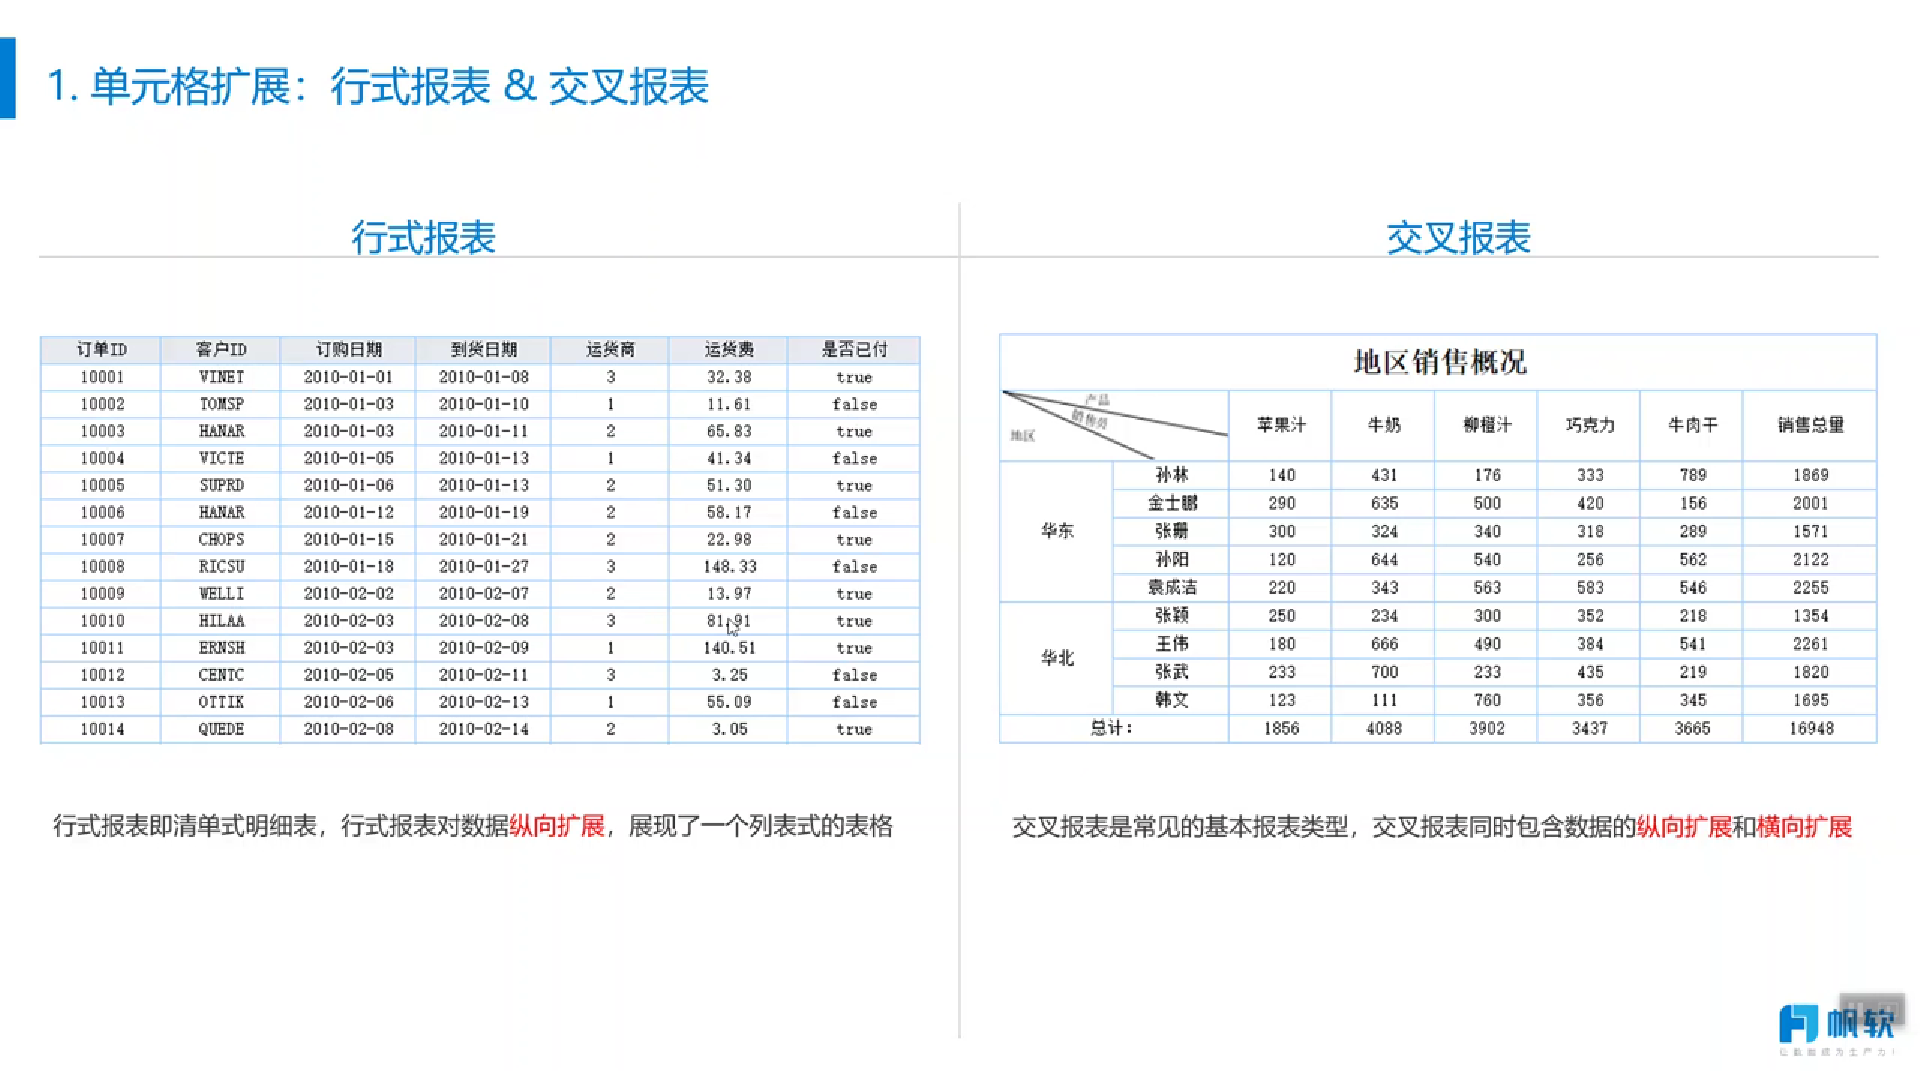 1. 单元格扩展：行式报表 & 交叉报表
行式报表
订单ID 客户ID 订购日期 到货日期 运货商 运货费 是否已付
10001 VINET 2010-01-01 2010-01-08 3 32.38 true
10002 TOMSP 2010-01-03 2010-01-10 1 11.61 false
10003 HANAR 2010-01-03 2010-01-11 2 65.83 true
10004 VICTE 2010-01-05 2010-01-13 1 41.34 false
10005 SUPRD 2010-01-06 2010-01-13 2 51.30 true
10006 HANAR 2010-01-12 2010-01-19 2 58.17 false
10007 CHOPS 2010-01-15 2010-01-21 2 22.98 true
10008 RICSU 2010-01-18 2010-01-27 3 148.33 false
10009 WELLI 2010-02-02 2010-02-07 2 13.97 true
10010 HILAA 2010-02-03 2010-02-08 3 81.91 true
10011 ERNSH 2010-02-03 2010-02-09 1 140.51 true
10012 CENTC 2010-02-05 2010-02-11 3 3.25 false
10013 OTTIK 2010-02-06 2010-02-13 1 55.09 false
10014 QUEDE 2010-02-08 2010-02-14 2 3.05 true
行式报表即清单式明细表，行式报表对数据纵向扩展，展现了一个列表式的表格
交叉报表
地区销售概况
产品
销售员
地区
苹果汁 牛奶 柳橙汁 巧克力 牛肉干 销售总量
华东
孙林 140 431 176 333 789 1869
金士鹏 290 635 500 420 156 2001
张珊 300 324 340 318 289 1571
孙阳 120 644 540 256 562 2122
袁成洁 220 343 563 583 546 2255
华北
张颖 250 234 300 352 218 1354
王伟 180 666 490 384 541 2261
张武 233 700 233 435 219 1820
韩文 123 111 760 356 345 1695
总计： 1856 4088 3902 3437 3665 16948
交叉报表是常见的基本报表类型，交叉报表同时包含数据的纵向扩展和横向扩展
帆软
让数据成为生产力！